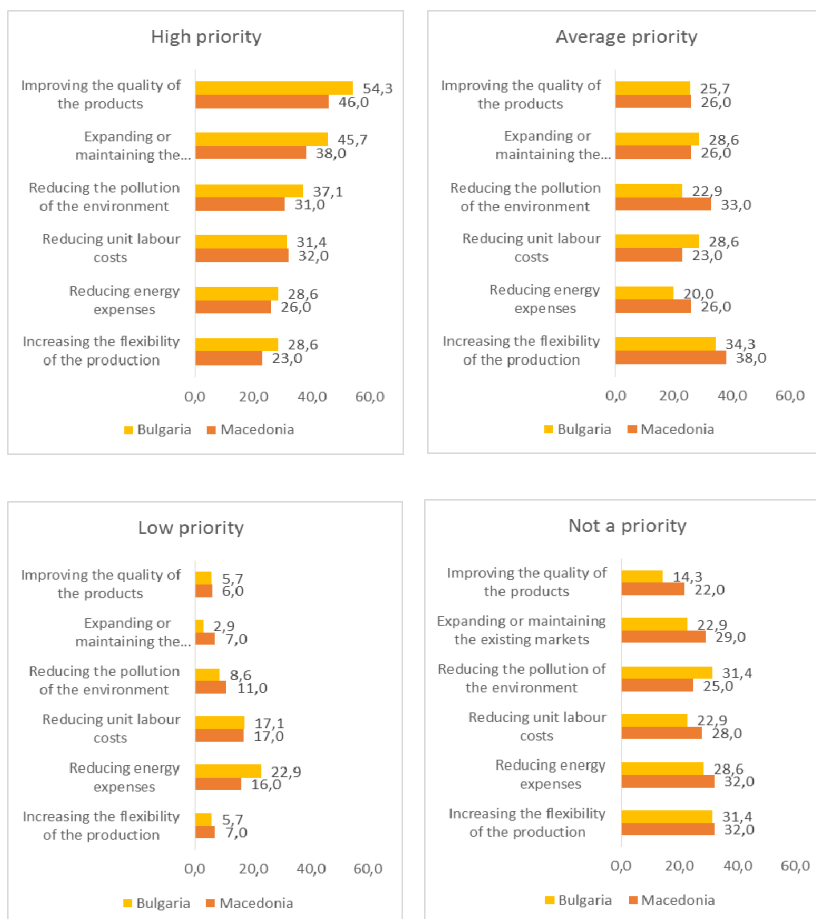 High priority
Improving the quality of
the products
54,3
46,0
Expanding or
maintaining the...
45,7
38,0
Reducing the pollution
of the environment
37,1
31,0
Reducing unit labour
costs
31,4
32,0
Reducing energy
expenses
28,6
26,0
Increasing the flexibility
of the production
28,6
23,0
0,0 20,0 40,0 60,0
Bulgaria Macedonia
Average priority
Improving the quality of
the products
25,7
26,0
Expanding or
maintaining the...
28,6
26,0
Reducing the pollution
of the environment
22,9
33,0
Reducing unit labour
costs
28,6
23,0
Reducing energy
expenses
20,0
26,0
Increasing the flexibility
of the production
34,3
38,0
0,0 20,0 40,0 60,0
Bulgaria Macedonia
Low priority
Improving the quality of
the products
5,7
6,0
Expanding or
maintaining the...
2,9
7,0
Reducing the pollution
of the environment
8,6
11,0
Reducing unit labour
costs
17,1
17,0
Reducing energy
expenses
22,9
16,0
Increasing the flexibility
of the production
5,7
7,0
0,0 20,0 40,0 60,0
Bulgaria Macedonia
Not a priority
Improving the quality of
the products
14,3
22,0
Expanding or maintaining
the existing markets
22,9
29,0
Reducing the pollution of
the environment
31,4
25,0
Reducing unit labour
costs
22,9
28,0
Reducing energy
expenses
28,6
32,0
Increasing the flexibility
of the production
31,4
32,0
0,0 20,0 40,0 60,0
Bulgaria Macedonia